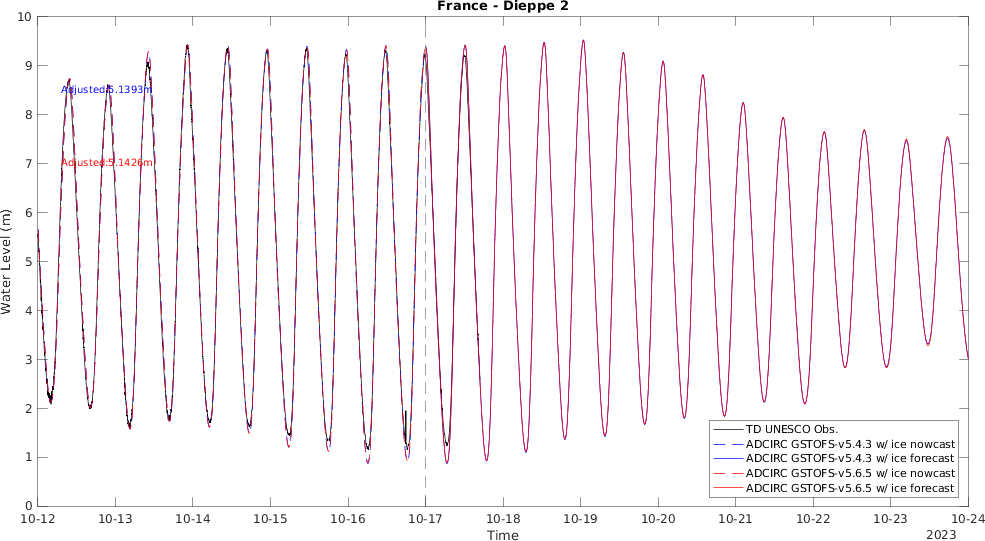 France - Dieppe 2
10
9
8
7
6
5
4
3
2
1
0
Water Level (m)
Adjusted:5.1393m
Adjusted:5.1426m
TD UNESCO Obs.
ADCIRC GSTOFS-v5.4.3 w/ ice nowcast
ADCIRC GSTOFS-v5.4.3 w/ ice forecast
ADCIRC GSTOFS-v5.6.5 w/ ice nowcast
ADCIRC GSTOFS-v5.6.5 w/ ice forecast
10-12 10-13 10-14 10-15 10-16 10-17 10-18 10-19 10-20 10-21 10-22 10-23 10-24
Time
2023